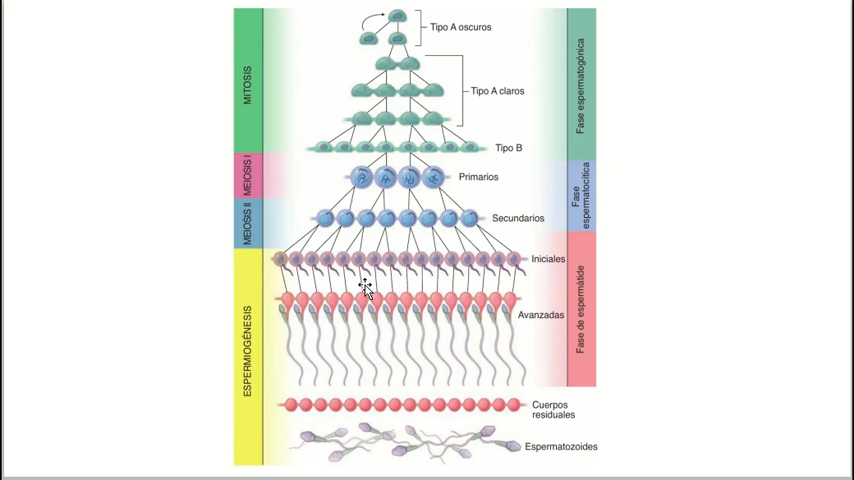 Tipo A oscuros
Tipo A claros
Tipo B
Primarios
Secundarios
Iniciales
Avanzadas
Cuerpos
residuales
Espermatozoides
MITOSIS
MEIOSIS I
MEIOSIS II
ESPERMIOGÉNESIS
Fase espermatogónica
Fase
espermatocítica
Fase de espermátide